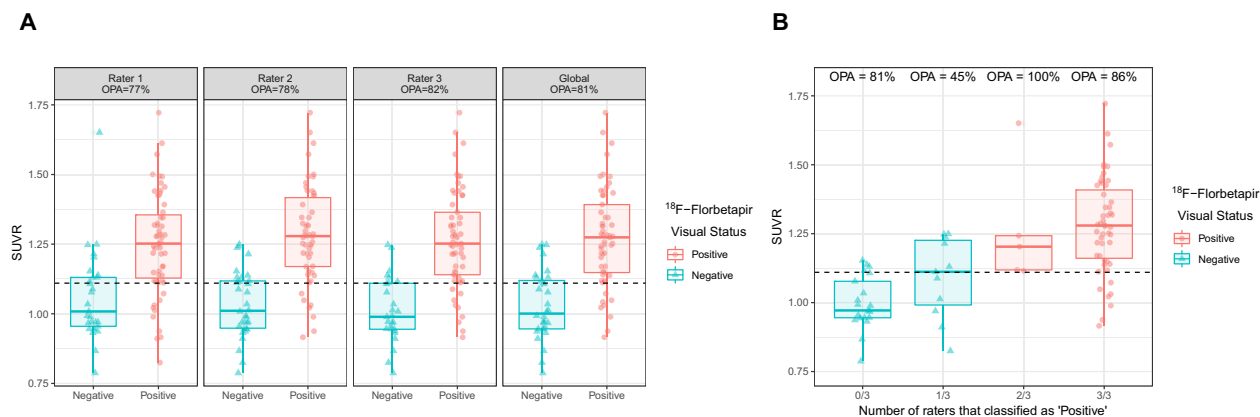 A
B
Rater 1
OPA=77%
Rater 2
OPA=78%
Rater 3
OPA=82%
Global
OPA=81%
SUVR
1.75
1.50
1.25
1.00
0.75
Negative
Positive
Negative
Positive
Negative
Positive
Negative
Positive
¹⁸F−Florbetapir
Visual Status
Positive
Negative
OPA = 81%
OPA = 45%
OPA = 100%
OPA = 86%
SUVR
1.75
1.50
1.25
1.00
0.75
0/3
1/3
2/3
3/3
Number of raters that classified as 'Positive'
¹⁸F−Florbetapir
Visual Status
Positive
Negative